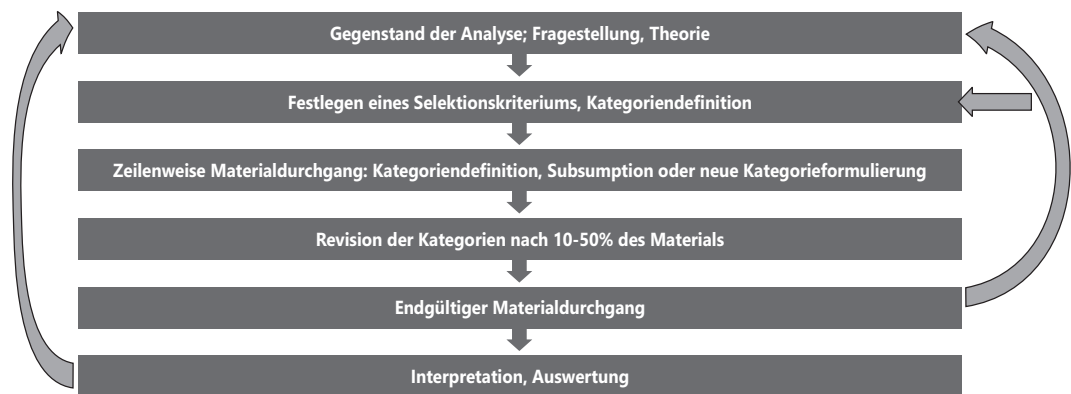 Gegenstand der Analyse; Fragestellung, Theorie
Festlegen eines Selektionskriteriums, Kategoriendefinition
Zeilenweise Materialdurchgang: Kategoriendefinition, Subsumption oder neue Kategorieformulierung
Revision der Kategorien nach 10-50% des Materials
Endgültiger Materialdurchgang
Interpretation, Auswertung